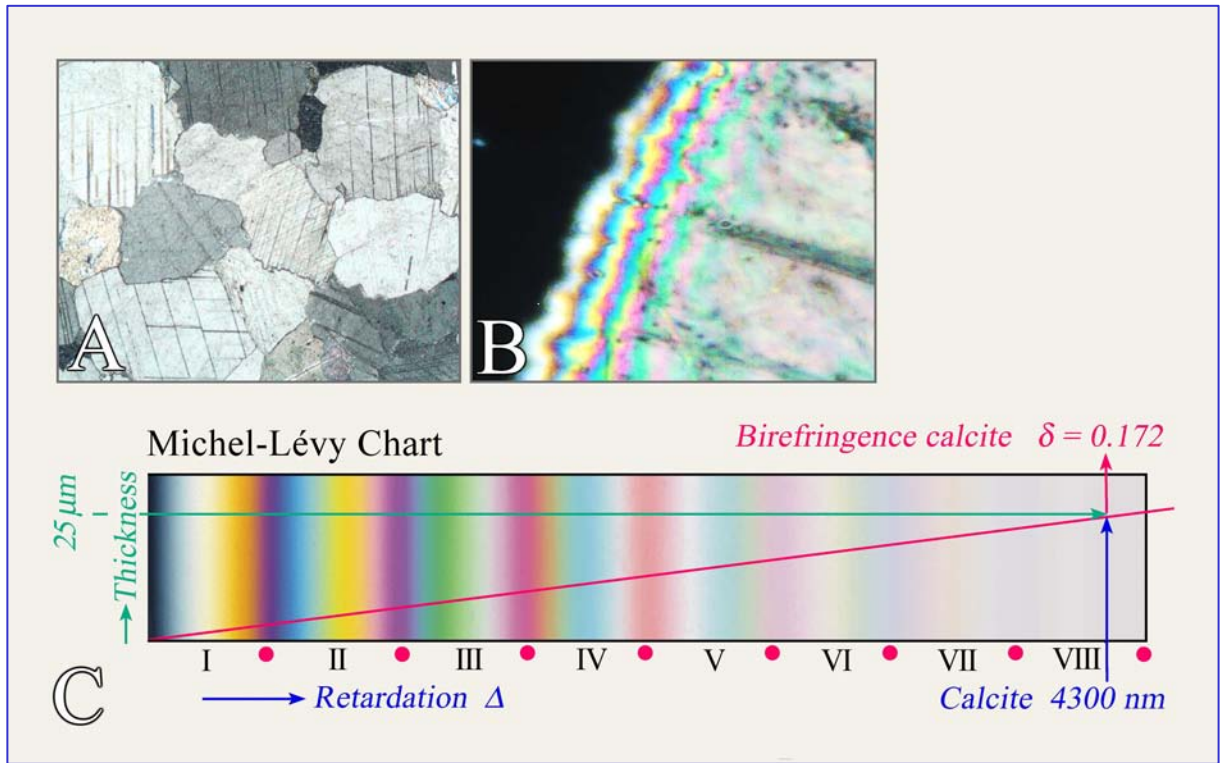 A
B
Michel-Lévy Chart
Birefringence calcite δ = 0.172
25 µm
Thickness
I II III IV V VI VII VIII
C
Retardation Δ
Calcite 4300 nm